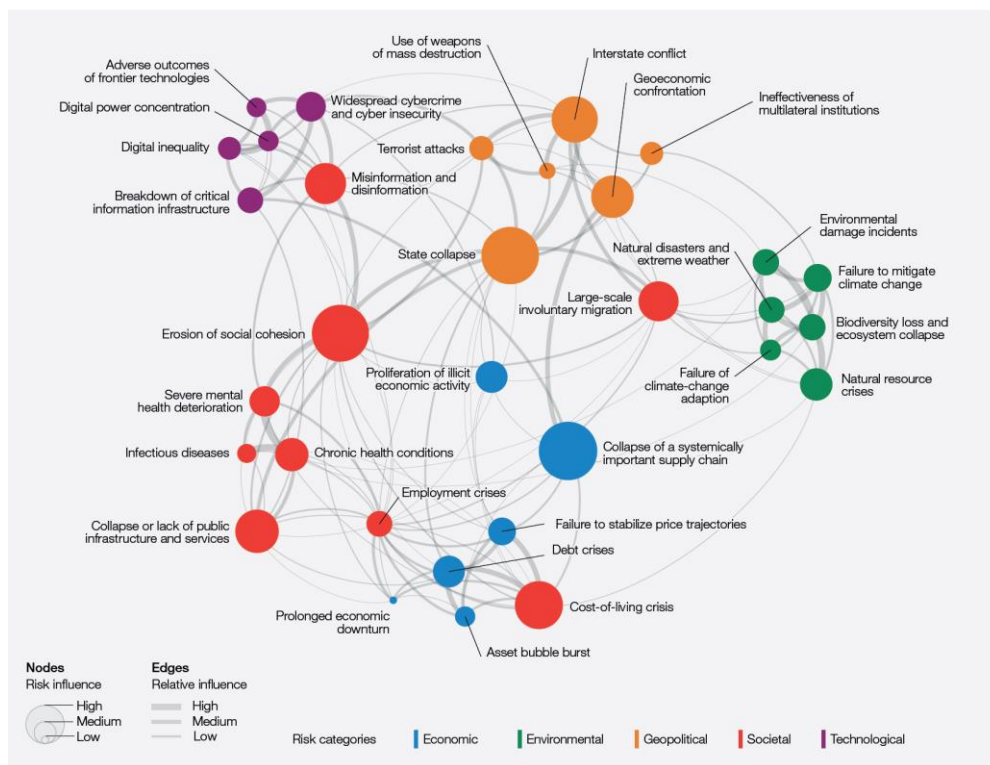 Use of weapons
of mass destruction
Interstate conflict
Adverse outcomes
of frontier technologies
Geoeconomic
confrontation
Digital power concentration
Widespread cybercrime
and cyber insecurity
Ineffectiveness of
multilateral institutions
Digital inequality
Terrorist attacks
Misinformation and
disinformation
Breakdown of critical
information infrastructure
Environmental
damage incidents
State collapse
Natural disasters and
extreme weather
Failure to mitigate
climate change
Large-scale
involuntary migration
Erosion of social cohesion
Biodiversity loss and
ecosystem collapse
Proliferation of illicit
economic activity
Failure of
climate-change
adaption
Natural resource
crises
Severe mental
health deterioration
Infectious diseases
Chronic health conditions
Collapse of a systemically
important supply chain
Employment crises
Collapse or lack of public
infrastructure and services
Failure to stabilize price trajectories
Debt crises
Prolonged economic
downturn
Cost-of-living crisis
Asset bubble burst
Nodes
Risk influence
High
Medium
Low
Edges
Relative influence
High
Medium
Low
Risk categories
Economic
Environmental
Geopolitical
Societal
Technological